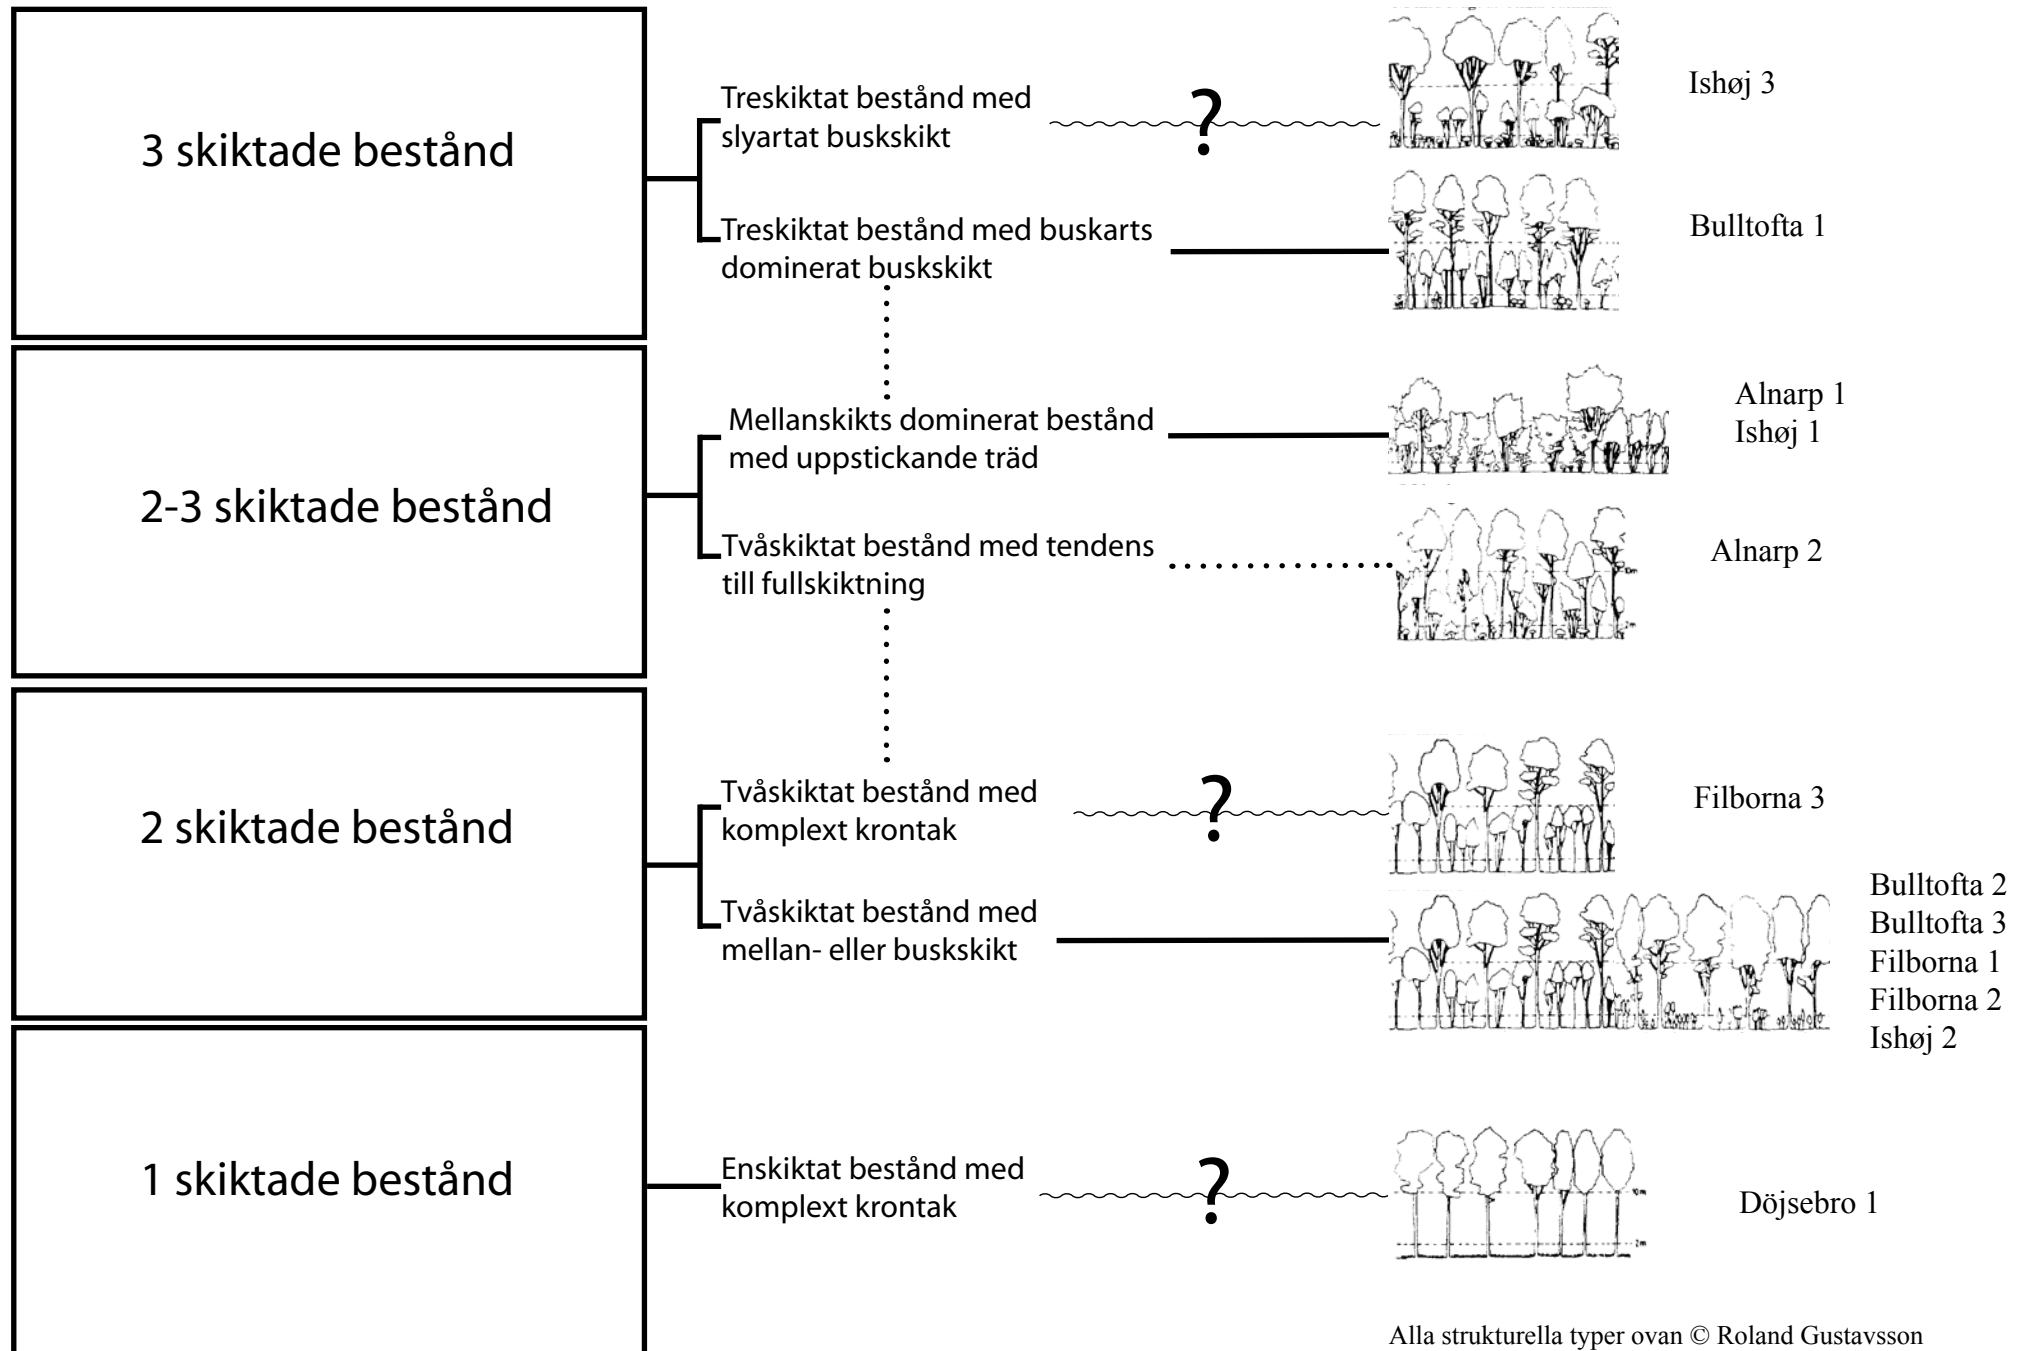 3 skiktade bestånd
Treskiktat bestånd med
slyartat buskskikt
?
Ishøj 3
Treskiktat bestånd med buskarts
dominerat buskskikt
Bulltofta 1
2-3 skiktade bestånd
Mellanskikts dominerat bestånd
med uppstickande träd
Alnarp 1
Ishøj 1
Tvåskiktat bestånd med tendens
till fullskiktning
Alnarp 2
2 skiktade bestånd
Tvåskiktat bestånd med
komplext krontak
?
Filborna 3
Tvåskiktat bestånd med
mellan- eller buskskikt
Bulltofta 2
Bulltofta 3
Filborna 1
Filborna 2
Ishøj 2
1 skiktade bestånd
Enskiktat bestånd med
komplext krontak
?
10 m
2 m
Döjsebro 1
Alla strukturella typer ovan © Roland Gustavsson